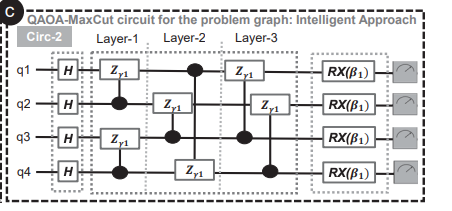 C
QAOA-MaxCut circuit for the problem graph: Intelligent Approach
Circ-2
Layer-1 Layer-2 Layer-3
q1 H Zγ1 Zγ1 RX(β1)
q2 H Zγ1 Zγ1 RX(β1)
q3 H Zγ1 RX(β1)
q4 H Zγ1 RX(β1)